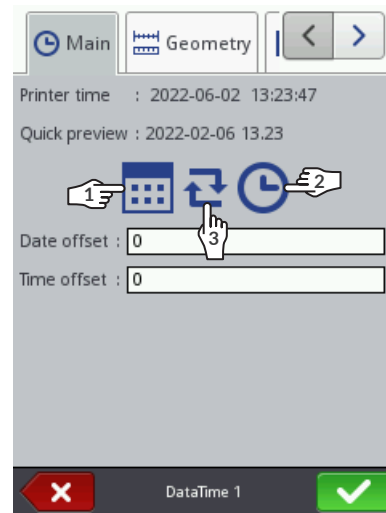 Main Geometry
Printer time : 2022-06-02 13:23:47
Quick preview : 2022-02-06 13.23
1 2
3
Date offset : 0
Time offset : 0
DataTime 1